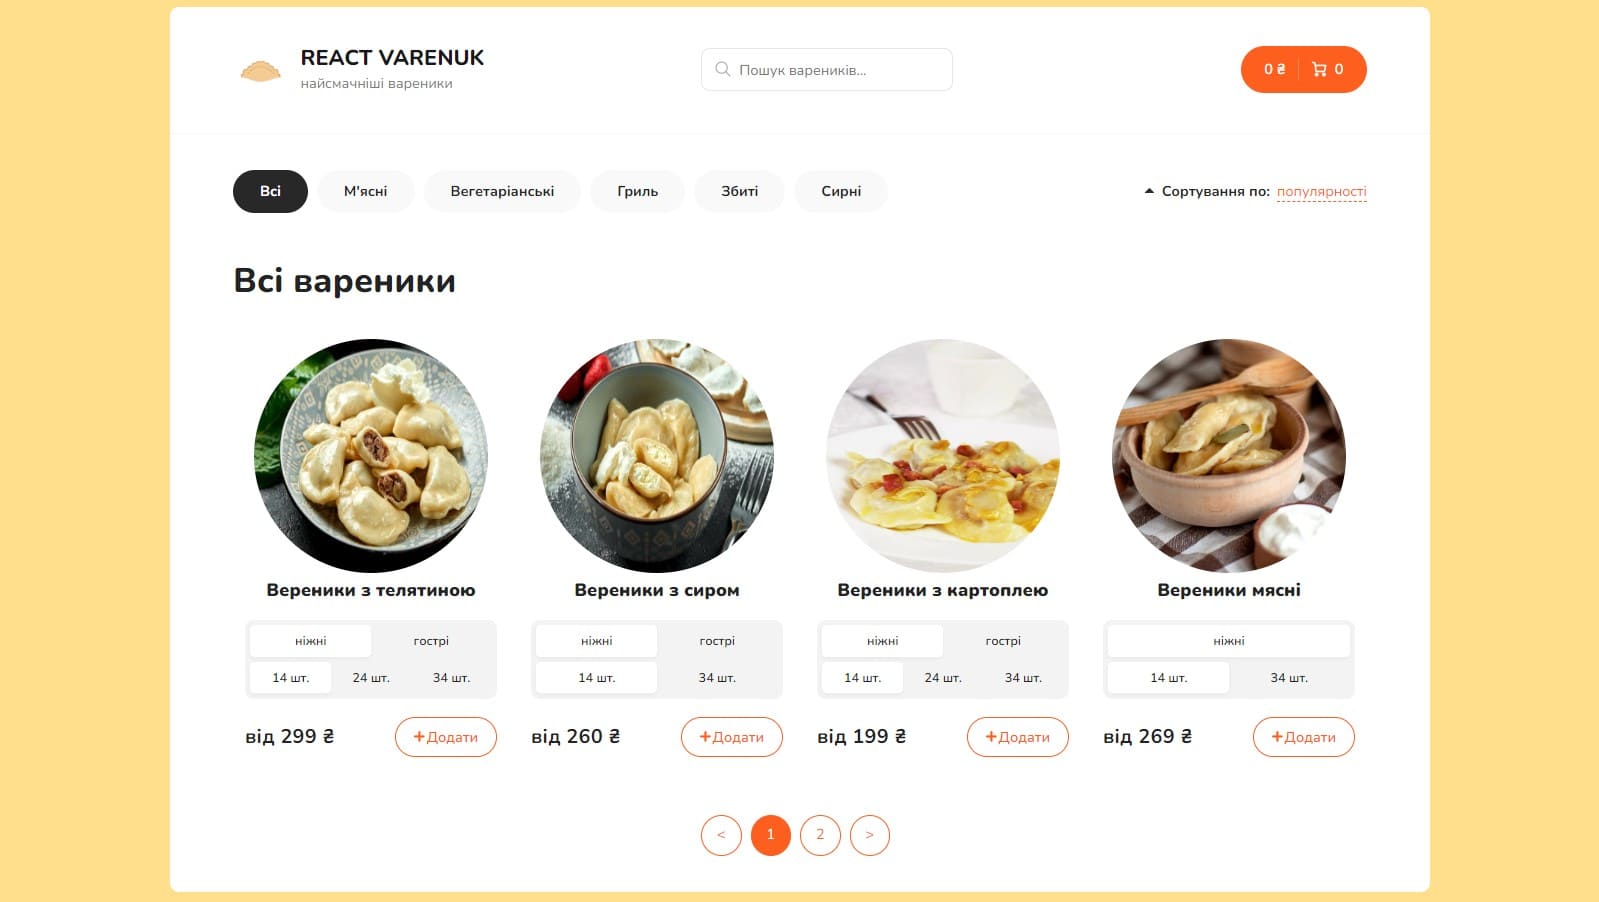 REACT VARENUK
найсмачніші вареники
Пошук вареників...
0 ₴ 0
Всі М'ясні Вегетаріанські Гриль Збиті Сирні
Сортування по: популярності
Всі вареники
Вереники з телятиною
ніжні гострі
14 шт. 24 шт. 34 шт.
від 299 ₴ +Додати
Вереники з сиром
ніжні гострі
14 шт. 34 шт.
від 260 ₴ +Додати
Вереники з картоплею
ніжні гострі
14 шт. 24 шт. 34 шт.
від 199 ₴ +Додати
Вереники мясні
ніжні
14 шт. 34 шт.
від 269 ₴ +Додати
< 1 2 >